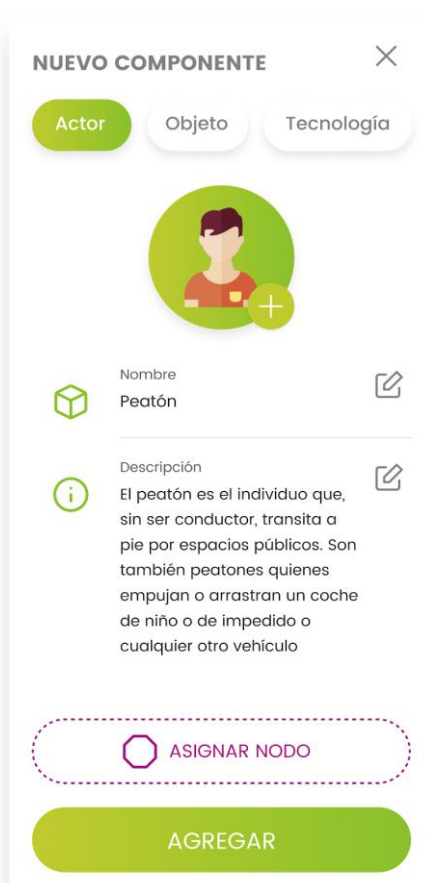 NUEVO COMPONENTE
Actor Objeto Tecnología
Nombre
Peatón
Descripción
El peatón es el individuo que,
sin ser conductor, transita a
pie por espacios públicos. Son
también peatones quienes
empujan o arrastran un coche
de niño o de impedido o
cualquier otro vehículo
ASIGNAR NODO
AGREGAR